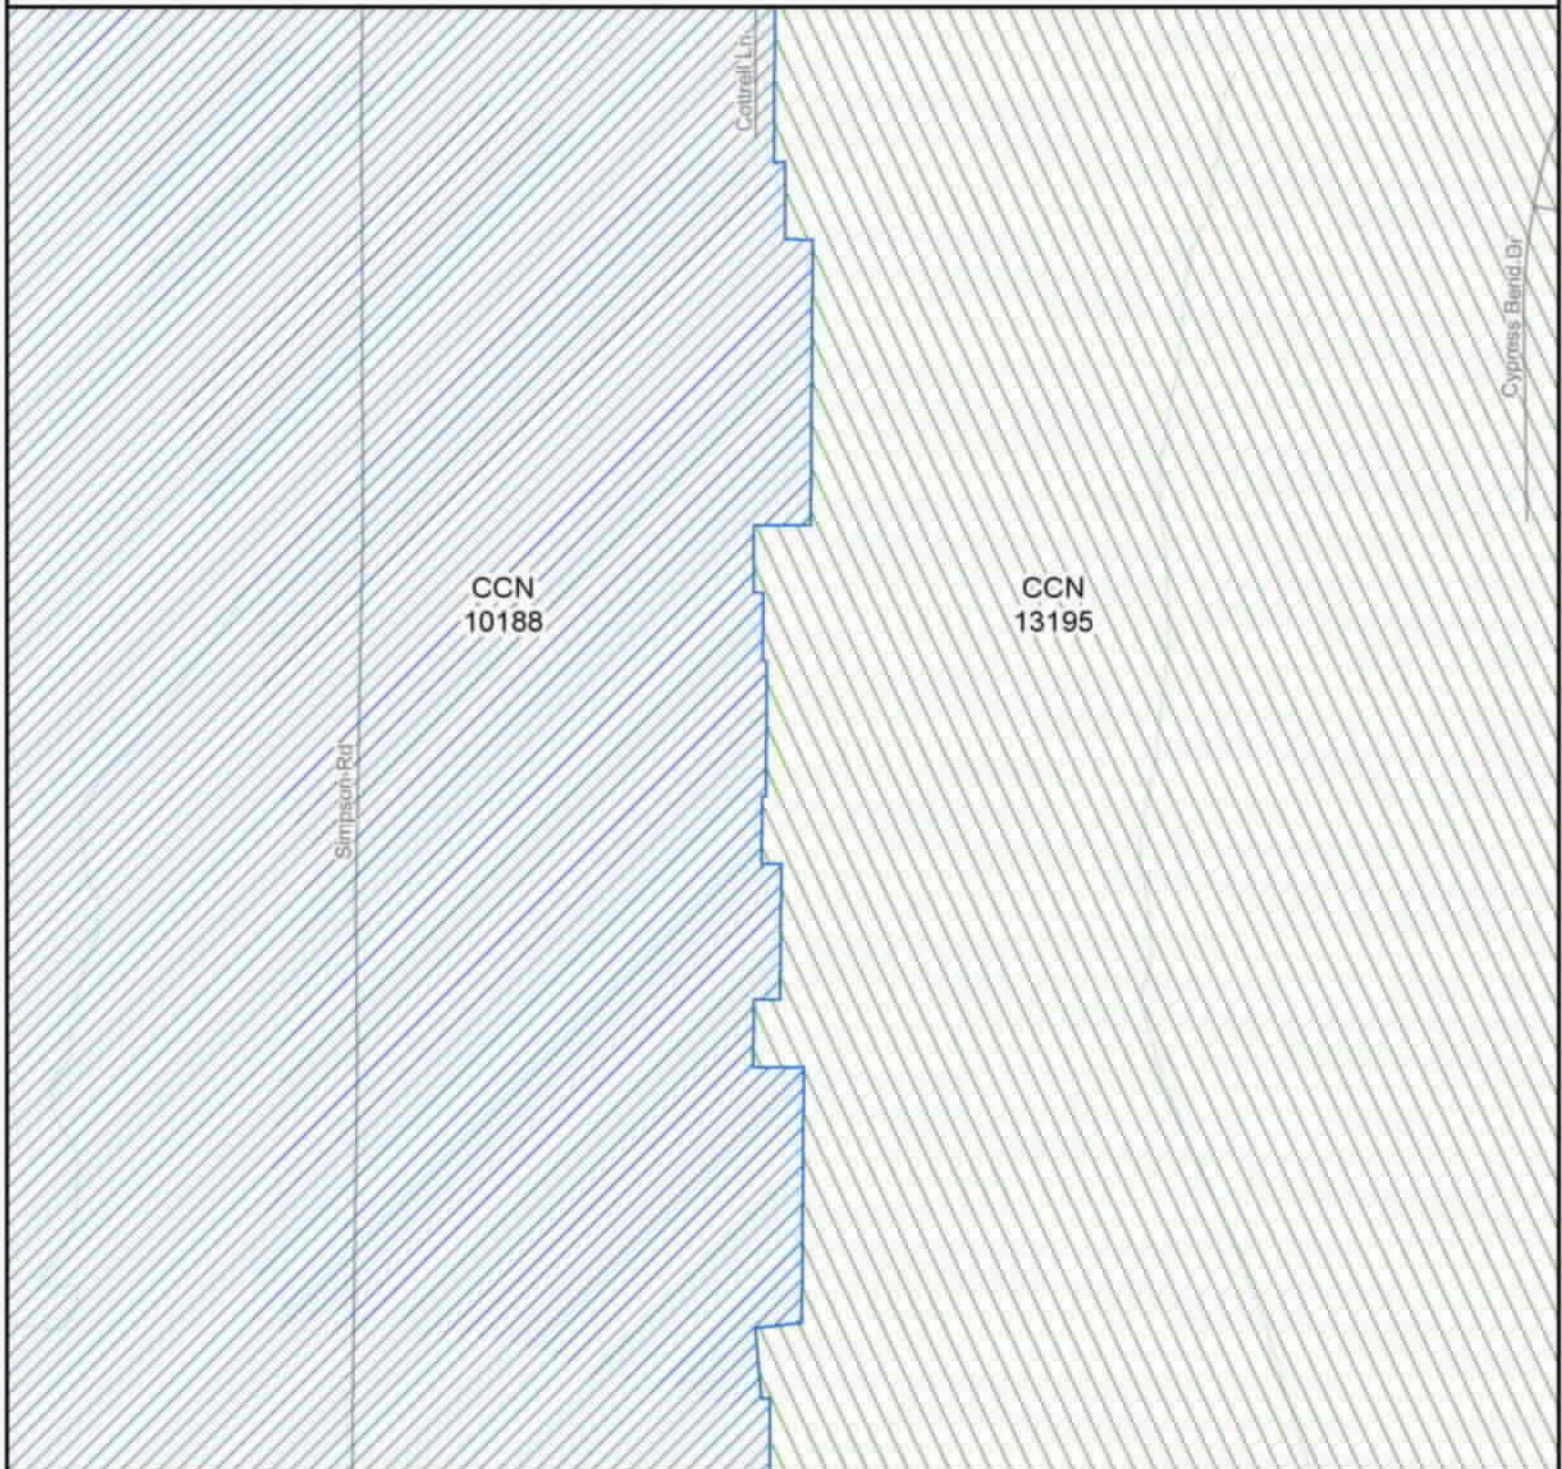 Cottrell Ln
Cypress Bend Dr
CCN
10188
CCN
13195
Simpson Rd